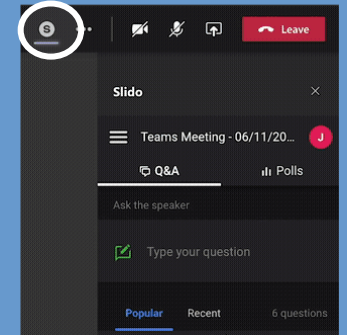 S ... Leave
Slido
Teams Meeting - 06/11/20... J
Q&A Polls
Ask the speaker
Type your question
Popular Recent 6 questions